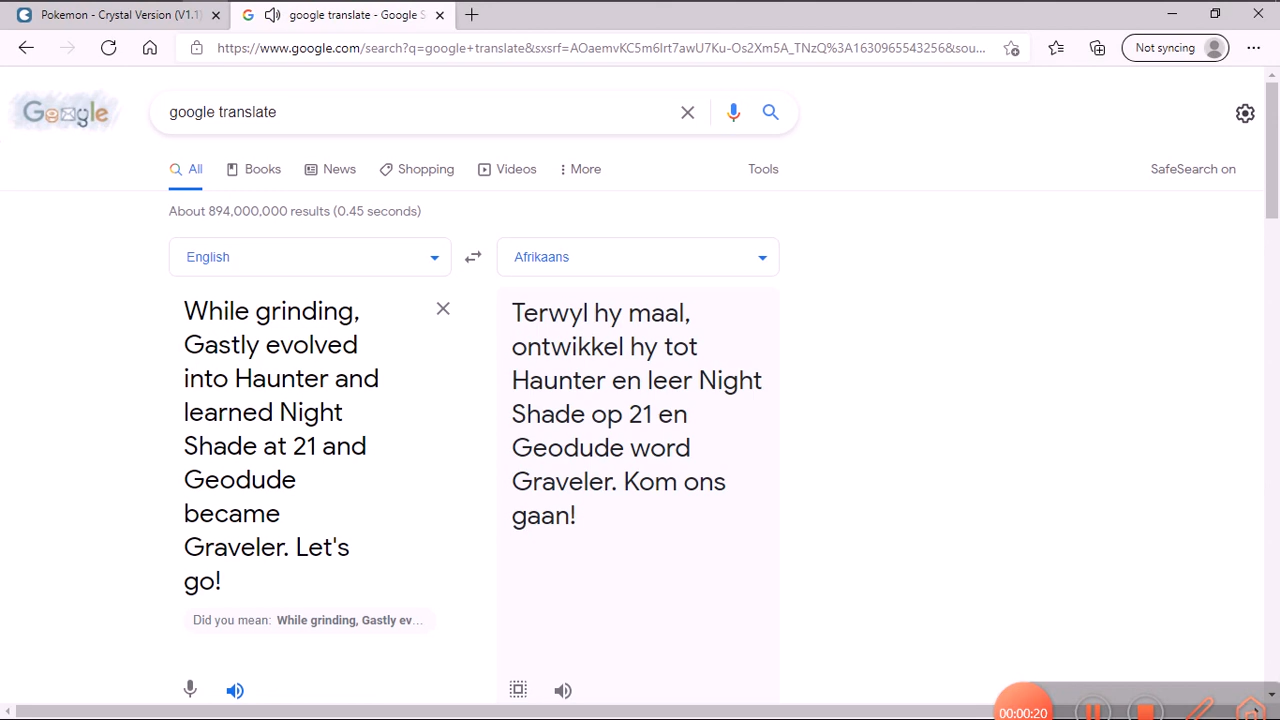 Pokemon - Crystal Version (V1.1)
google translate - Google S
https://www.google.com/search?q=google+translate&sxsrf=AOaemvKC5m6Irt7awU7Ku-Os2Xm5A_TNzQ%3A1630965543256&sou...
Not syncing
Google
google translate
All
Books
News
Shopping
Videos
More
Tools
SafeSearch on
About 894,000,000 results (0.45 seconds)
English
Afrikaans
While grinding,
Gastly evolved
into Haunter and
learned Night
Shade at 21 and
Geodude
became
Graveler. Let's
go!
Terwyl hy maal,
ontwikkel hy tot
Haunter en leer Night
Shade op 21 en
Geodude word
Graveler. Kom ons
gaan!
Did you mean: While grinding, Gastly ev...
00:00:20